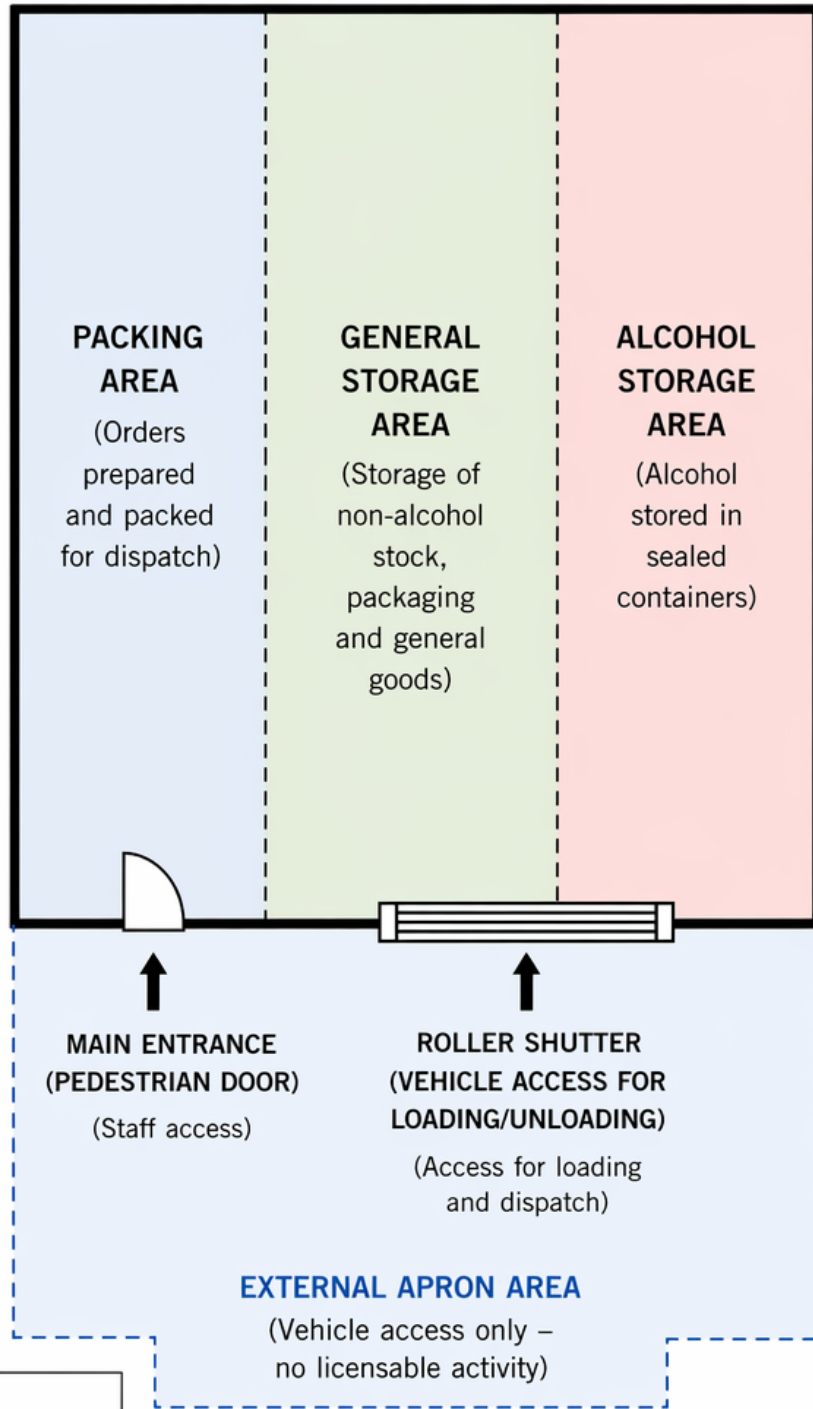 PACKING
AREA
(Orders
prepared
and packed
for dispatch)
GENERAL
STORAGE
AREA
(Storage of
non-alcohol
stock,
packaging
and general
goods)
ALCOHOL
STORAGE
AREA
(Alcohol
stored in
sealed
containers)
MAIN ENTRANCE
(PEDESTRIAN DOOR)
(Staff access)
ROLLER SHUTTER
(VEHICLE ACCESS FOR
LOADING/UNLOADING)
(Access for loading
and dispatch)
EXTERNAL APRON AREA
(Vehicle access only –
no licensable activity)